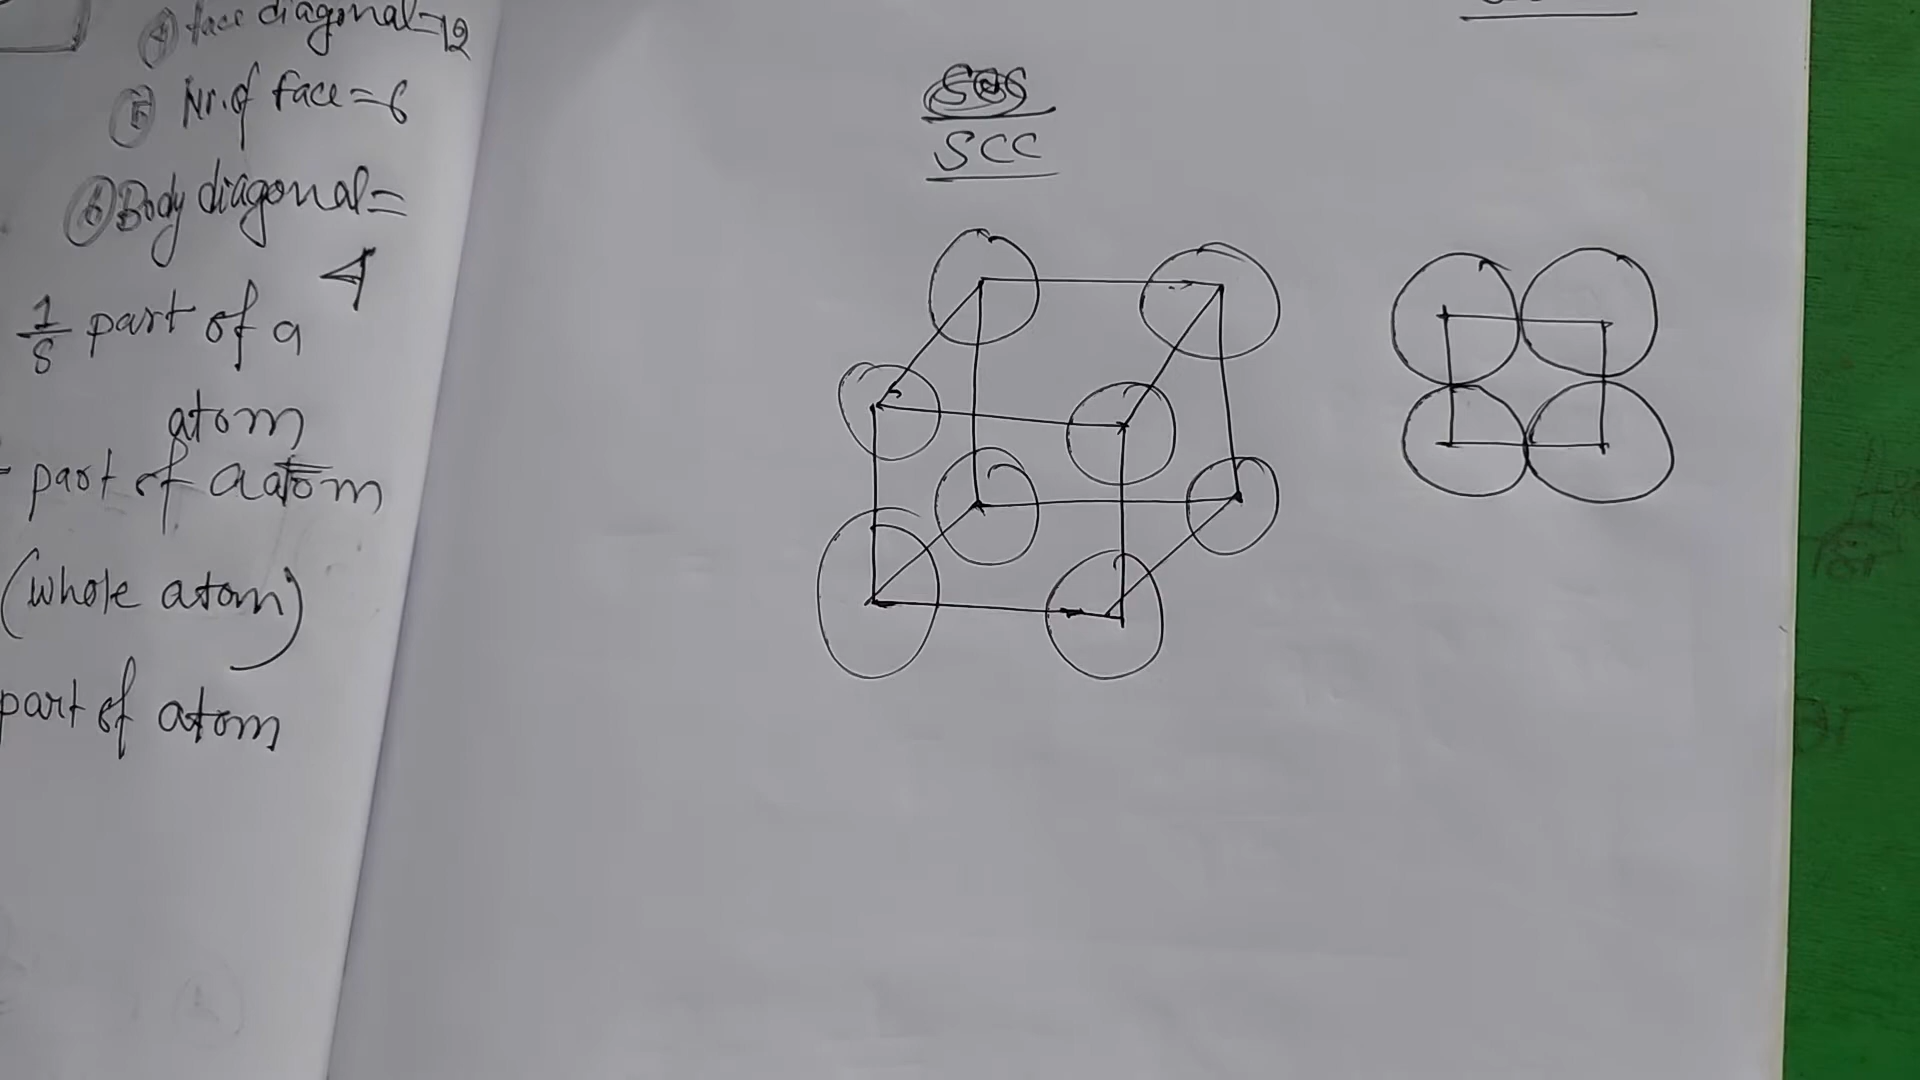 ④ face diagonal=12
⑤ Nr. of face=6
⑥ Body diagonal=
4
1/8 part of a
atom
part of a atom
(whole atom)
part of atom
SCC